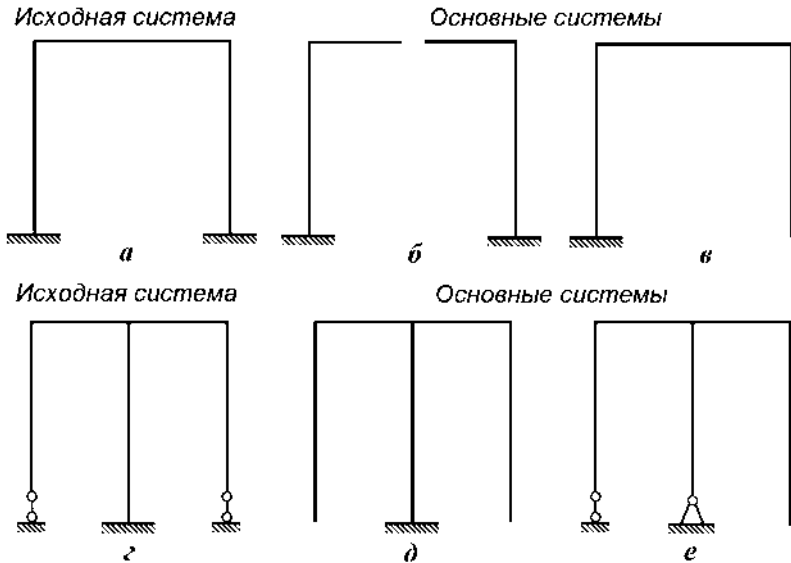 Исходная система
Основные системы
а
б
в
Исходная система
Основные системы
г
д
е